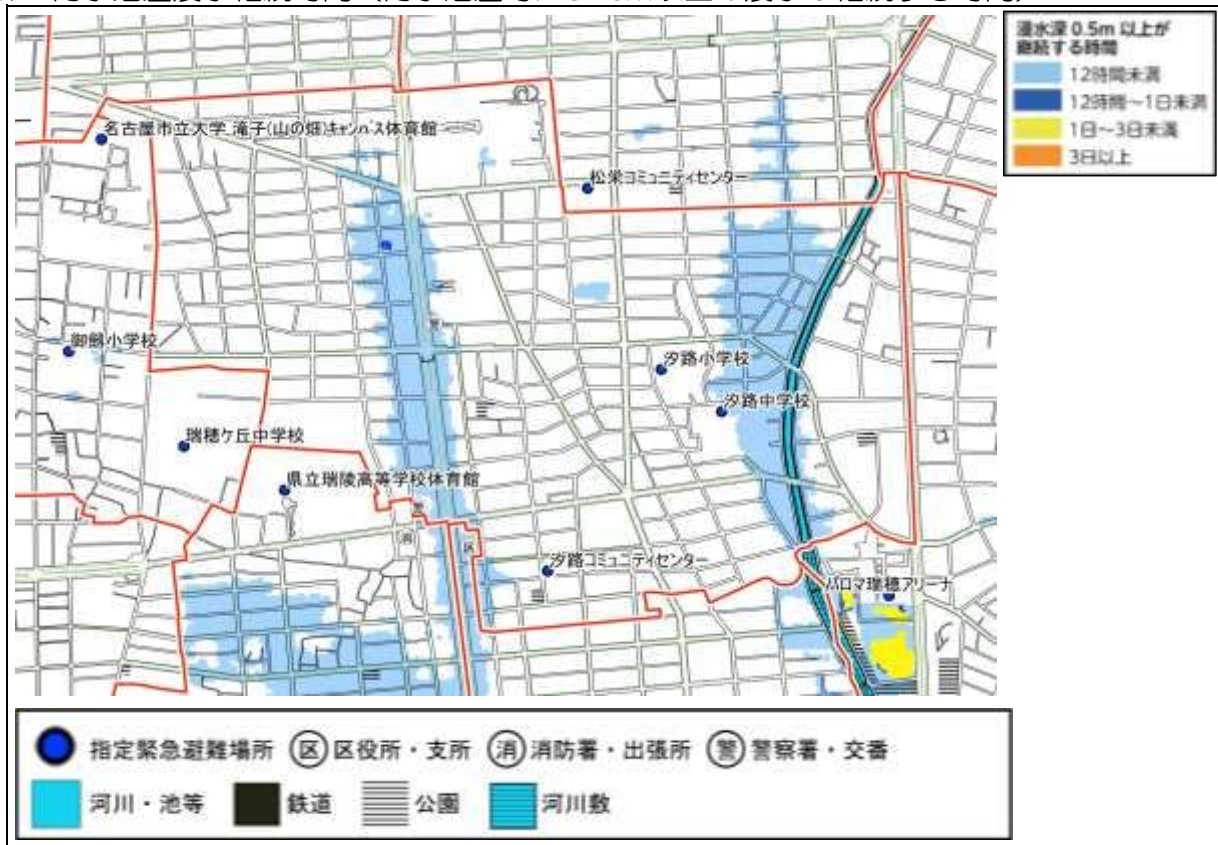 浸水深 0.5m 以上が
継続する時間
12時間未満
12時間～1日未満
1日～3日未満
3日以上
名古屋市立大学 滝子(山の畑)キャンパス体育館
松栄コミュニティセンター
御剱小学校
汐路小学校
汐路中学校
瑞穂ケ丘中学校
県立瑞陵高等学校体育館
消
区
汐路コミュニティセンター
パロマ瑞穂アリーナ
指定緊急避難場所
区 区役所・支所
消 消防署・出張所
警 警察署・交番
河川・池等
鉄道
公園
河川敷